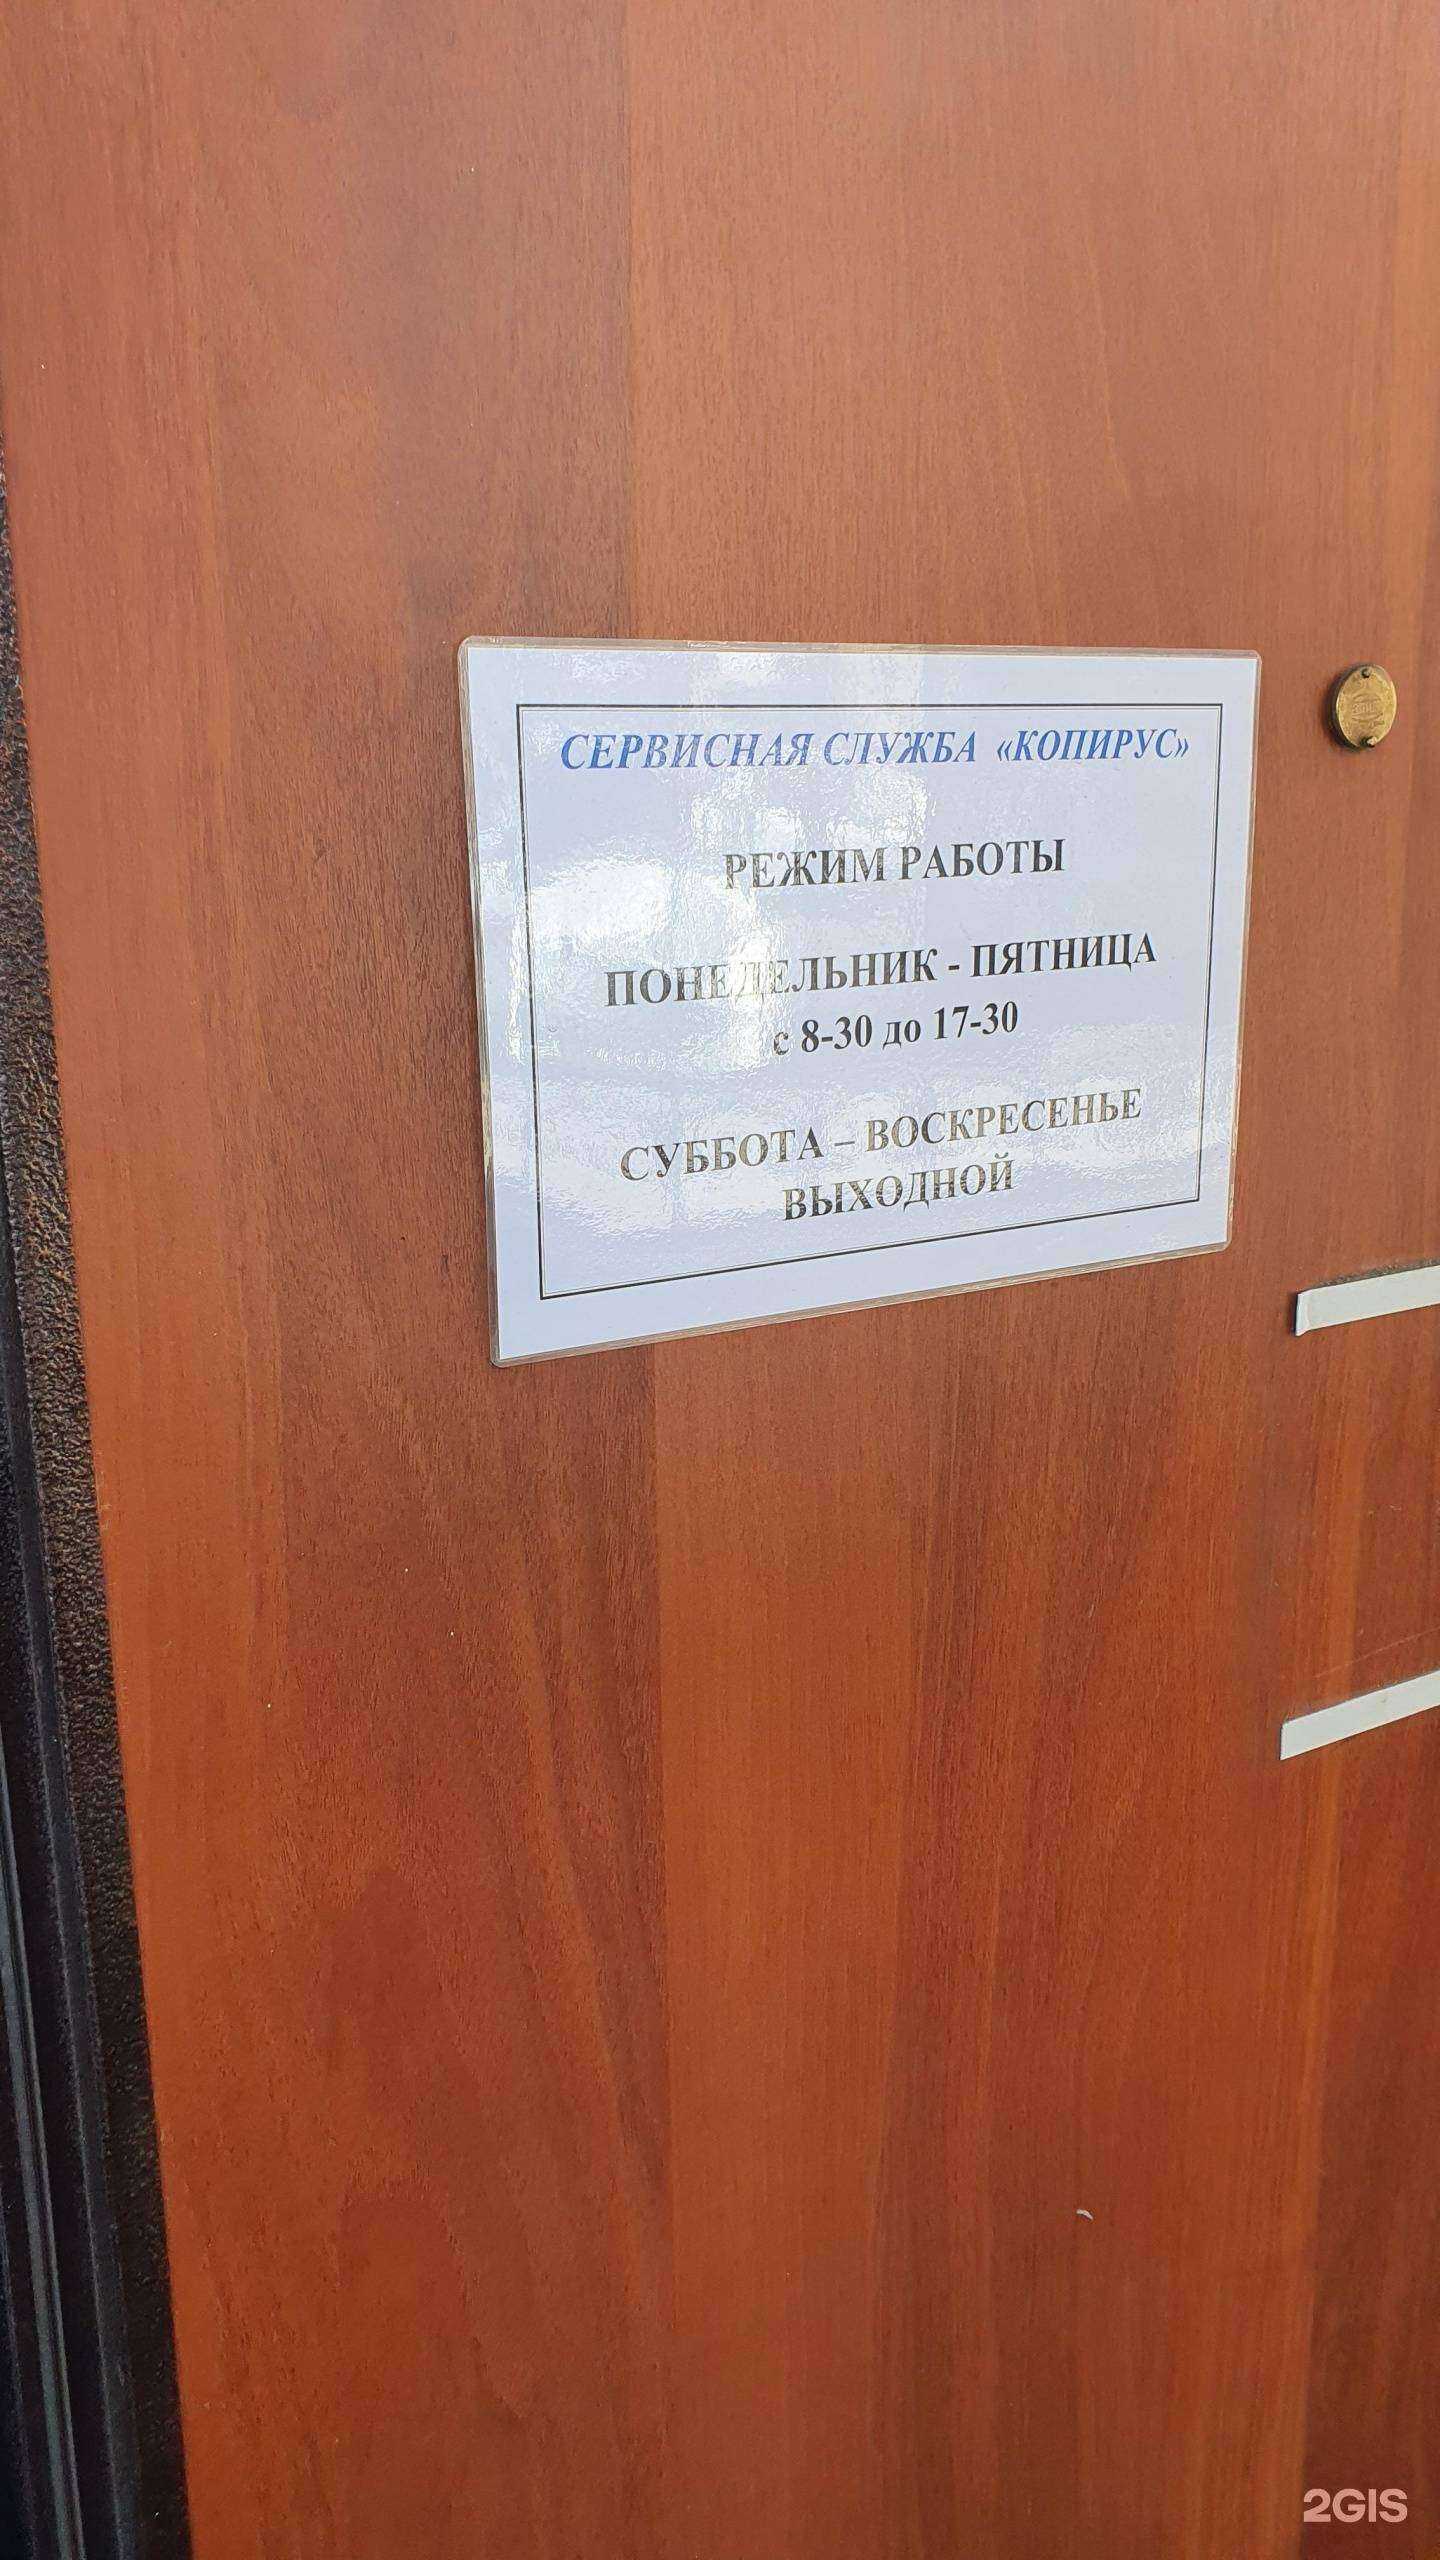 СЕРВИСНАЯ СЛУЖБА «КОПИРУС»
РЕЖИМ РАБОТЫ
ПОНЕДЕЛЬНИК - ПЯТНИЦА
с 8-30 до 17-30
СУББОТА – ВОСКРЕСЕНЬЕ
ВЫХОДНОЙ
2GIS